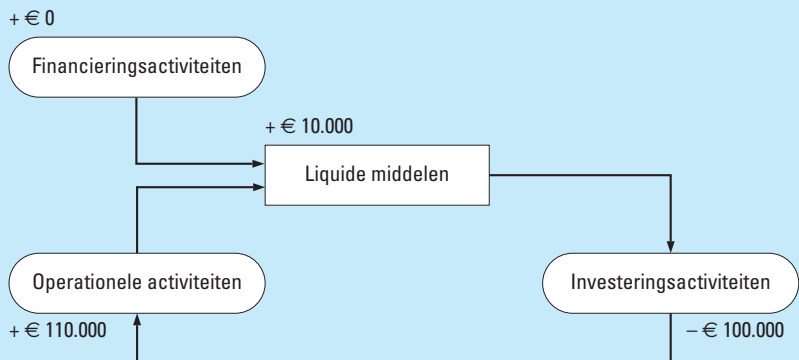 + € 0
Financieringsactiviteiten
+ € 10.000
Liquide middelen
Operationele activiteiten
Investeringsactiviteiten
+ € 110.000
– € 100.000